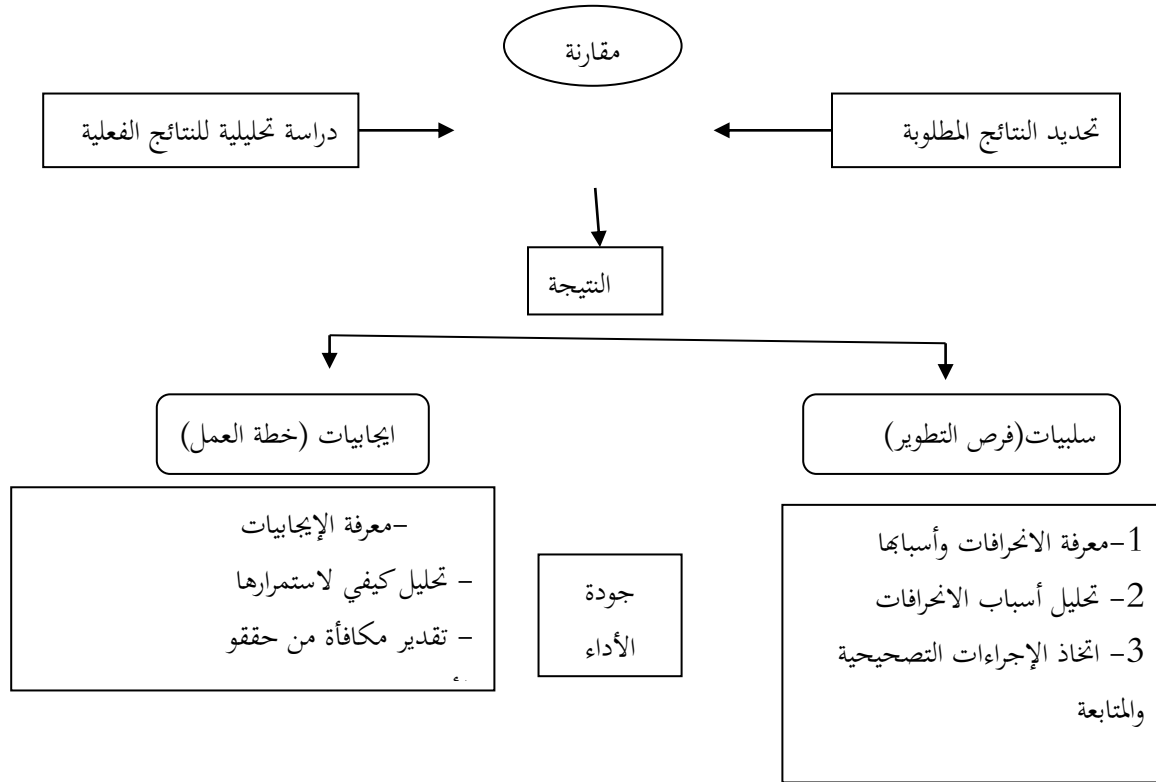 مقارنة
تحديد النتائج المطلوبة
دراسة تحليلية للنتائج الفعلية
النتيجة
سلبيات(فرص التطوير)
ايجابيات (خطة العمل)
1-معرفة الانحرافات وأسبابها
2- تحليل أسباب الانحرافات
3- اتخاذ الإجراءات التصحيحية
والمتابعة
جودة
الأداء
-معرفة الإيجابيات
- تحليل كيفي لاستمرارها
- تقدير مكافأة من حققو